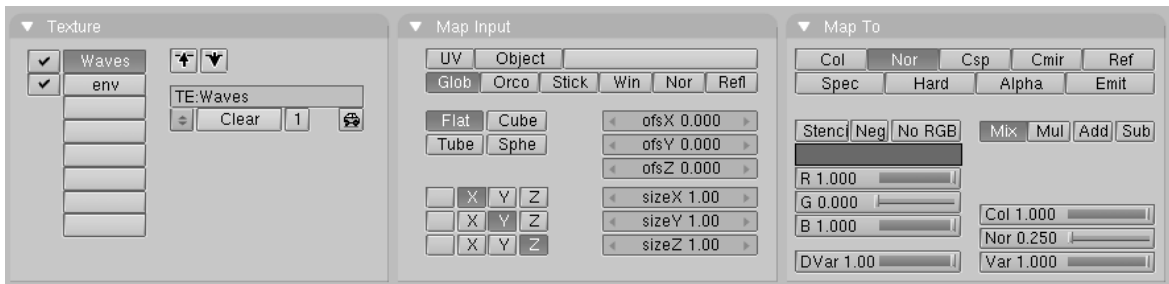 Texture
Waves
env
TE:Waves
Clear 1
Map Input
UV Object
Glob Orco Stick Win Nor Refl
Flat Cube
Tube Sphe
ofsX 0.000
ofsY 0.000
ofsZ 0.000
X Y Z
X Y Z
X Y Z
sizeX 1.00
sizeY 1.00
sizeZ 1.00
Map To
Col Nor Csp Cmir Ref
Spec Hard Alpha Emit
Stenci Neg No RGB
Mix Mul Add Sub
R 1.000
G 0.000
B 1.000
DVar 1.00
Col 1.000
Nor 0.250
Var 1.000